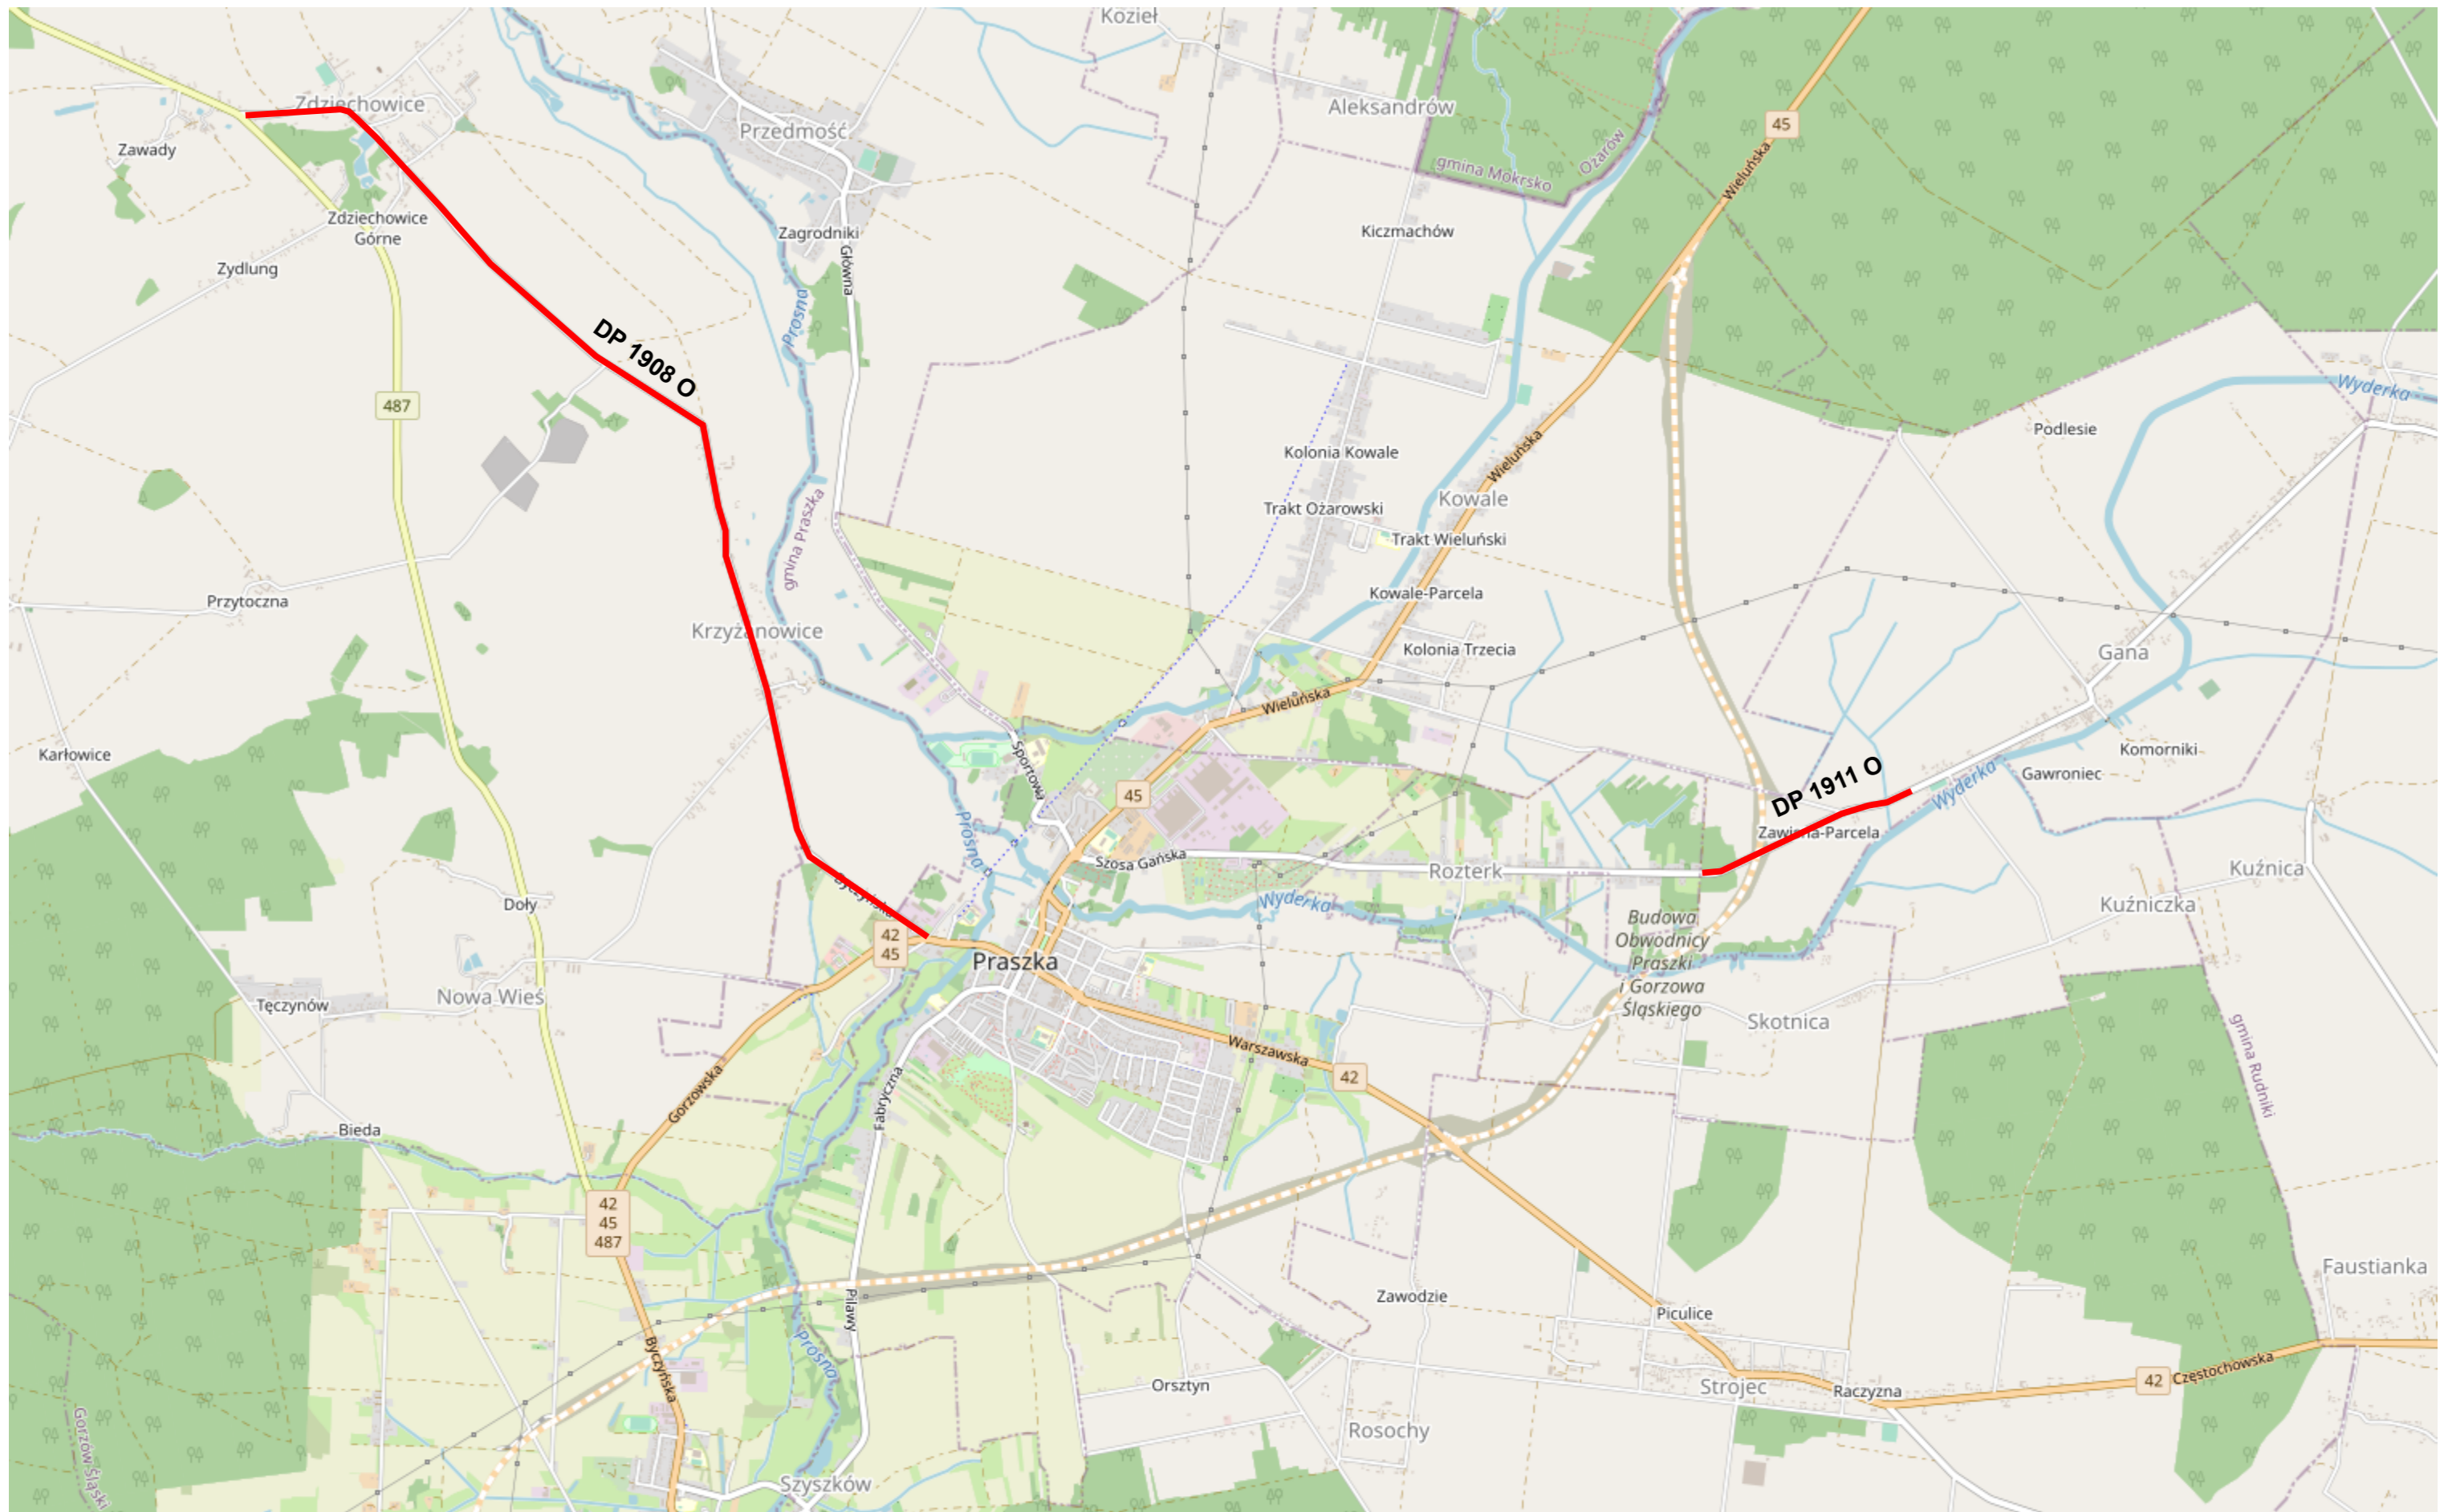 Kozieł
Zdziechowice
Aleksandrów
45
Przedmość
Zawady
Ożarów
gmina Mokrsko
Wieluńska
Zdziechowice
Górne
Zagrodniki
Kiczmachów
Zydlung
Główna
Prosna
DP 1908 O
487
Wyderka
Podlesie
Kolonia Kowale
Wieluńska
Kowale
Trakt Ożarowski
Trakt Wieluński
gmina Praszka
Kowale-Parcela
Przytoczna
Krzyżanowice
Kolonia Trzecia
Gana
Wieluńska
Karłowice
Sportowa
Komorniki
Gawroniec
DP 1911 O
Wyderka
45
Zawisna-Parcela
Prosna
Szosa Gańska
Rozterk
Kuźnica
Byczyńska
Doły
Wyderka
Kuźniczka
Budowa
Obwodnicy
Praszki
i Gorzowa
Śląskiego
42
45
Praszka
Nowa Wieś
Tęczynów
Skotnica
Warszawska
gmina Rudniki
42
Gorzowska
Fabryczna
Bieda
42
45
487
Faustianka
Zawodzie
Piculice
Pilawy
Prosna
Byczyńska
Częstochowska
42
Orsztyn
Strojec
Raczyzna
Rosochy
Gorzów Śląski
Szyszków